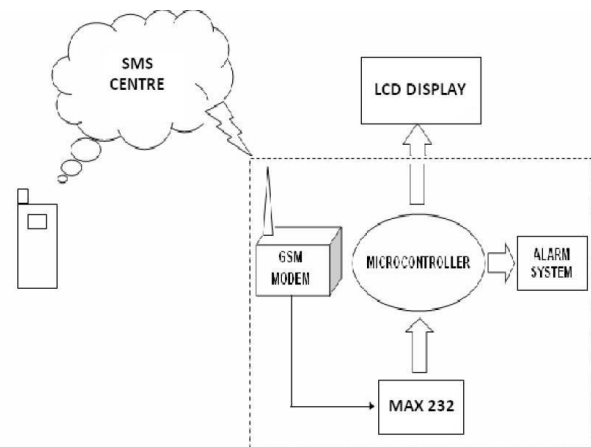 SMS
CENTRE
LCD DISPLAY
GSM
MODEM
MICROCONTROLLER
ALARM
SYSTEM
MAX 232